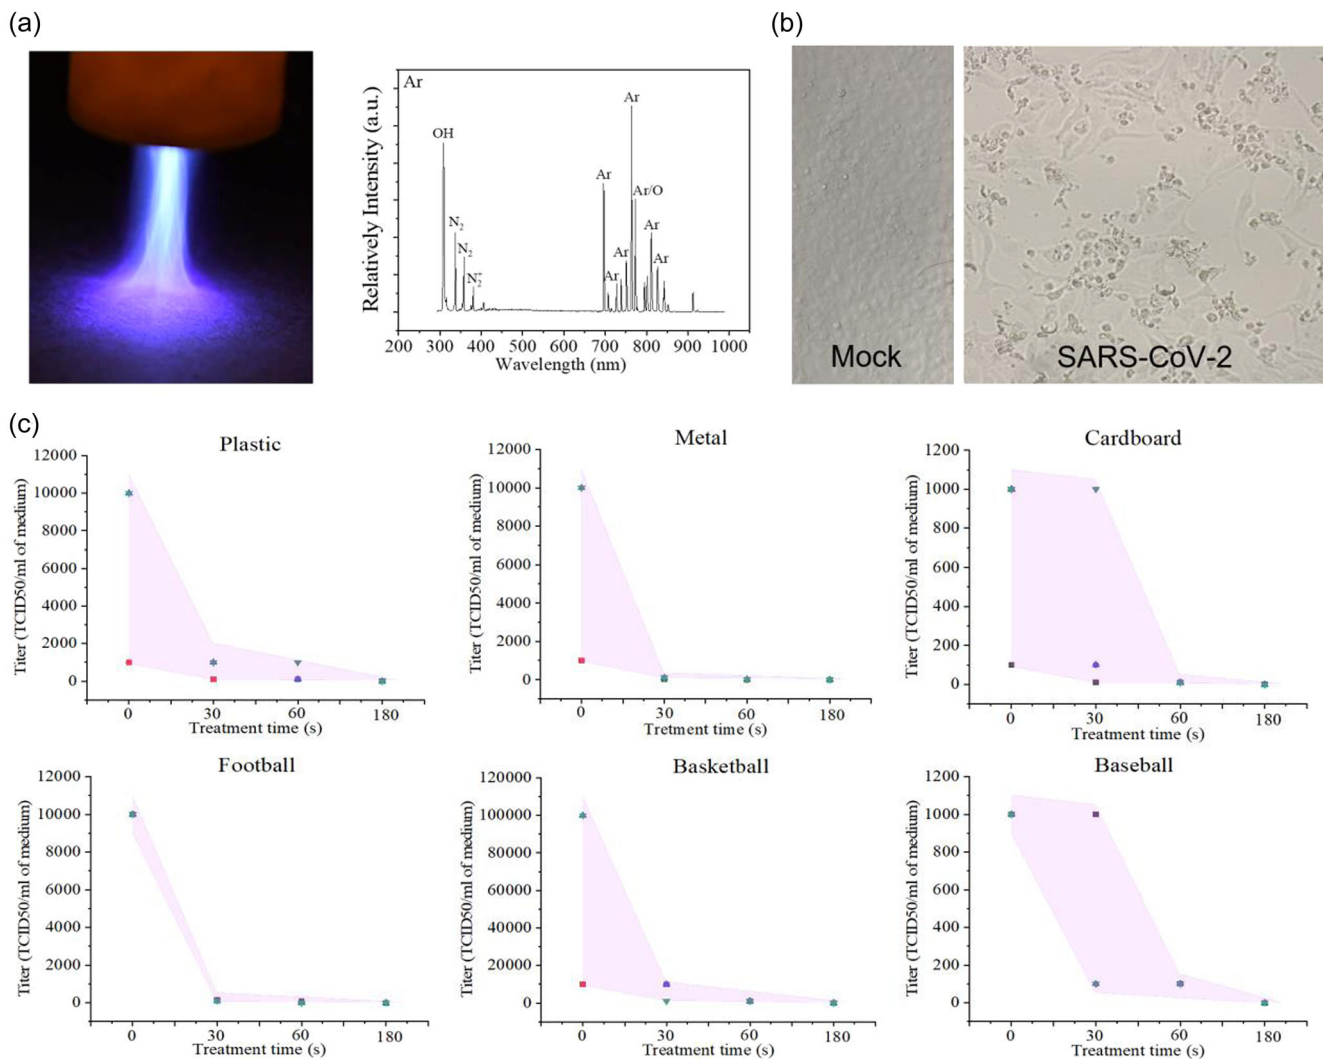 (a)
(b)
Ar
OH
N2
N2
N2+
Ar
Ar
Ar
Ar
Ar/O
Ar
Ar
Relatively Intensity (a.u.)
200 300 400 500 600 700 800 900 1000
Wavelength (nm)
Mock
SARS-CoV-2
(c)
Plastic
Titer (TCID50/ml of medium)
12000
10000
8000
6000
4000
2000
0
0 30 60 180
Treatment time (s)
Metal
Titer (TCID50/ml of medium)
12000
10000
8000
6000
4000
2000
0
0 30 60 180
Tretment time (s)
Cardboard
Titer (TCID50/ml of medium)
1200
1000
800
600
400
200
0
0 30 60 180
Treatment time (s)
Football
Titer (TCID50/ml of medium)
12000
10000
8000
6000
4000
2000
0
0 30 60 180
Treatment time (s)
Basketball
Titer (TCID50/ml of medium)
120000
100000
80000
60000
40000
20000
0
0 30 60 180
Treatment time (s)
Baseball
Titer (TCID50/ml of medium)
1200
1000
800
600
400
200
0
0 30 60 180
Treatment time (s)